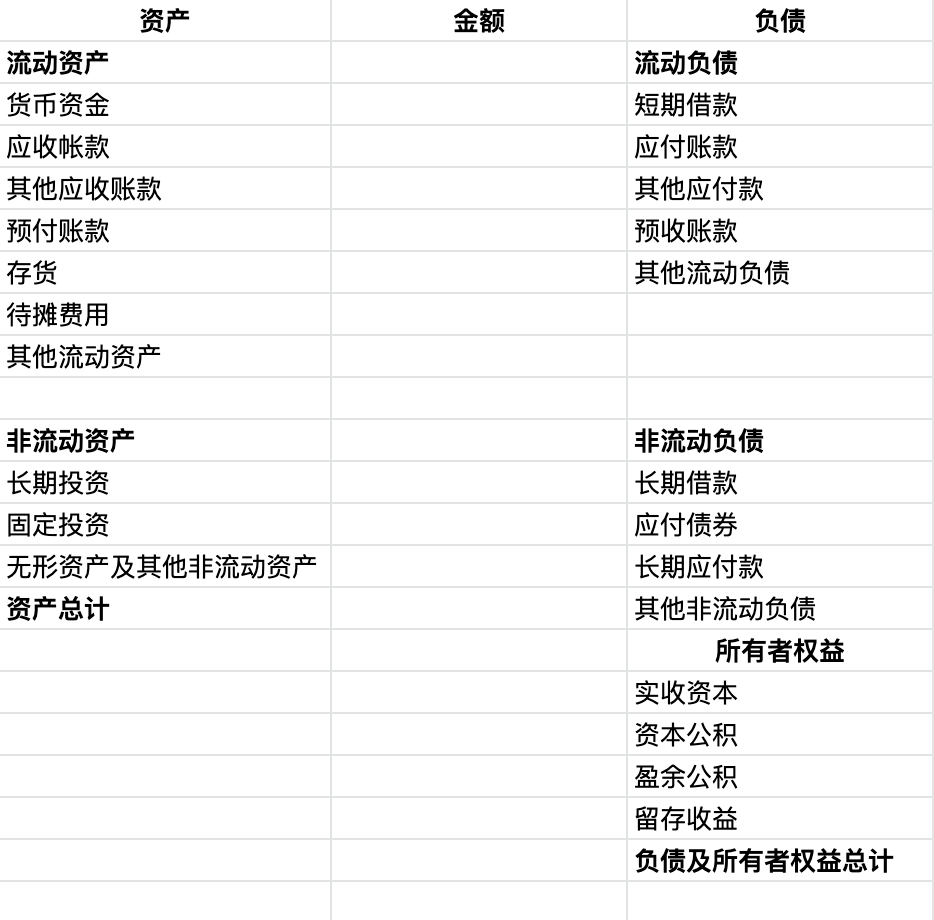 资产 金额 负债
流动资产 流动负债
货币资金 短期借款
应收帐款 应付账款
其他应收账款 其他应付款
预付账款 预收账款
存货 其他流动负债
待摊费用
其他流动资产
非流动资产 非流动负债
长期投资 长期借款
固定投资 应付债券
无形资产及其他非流动资产 长期应付款
资产总计 其他非流动负债
所有者权益
实收资本
资本公积
盈余公积
留存收益
负债及所有者权益总计